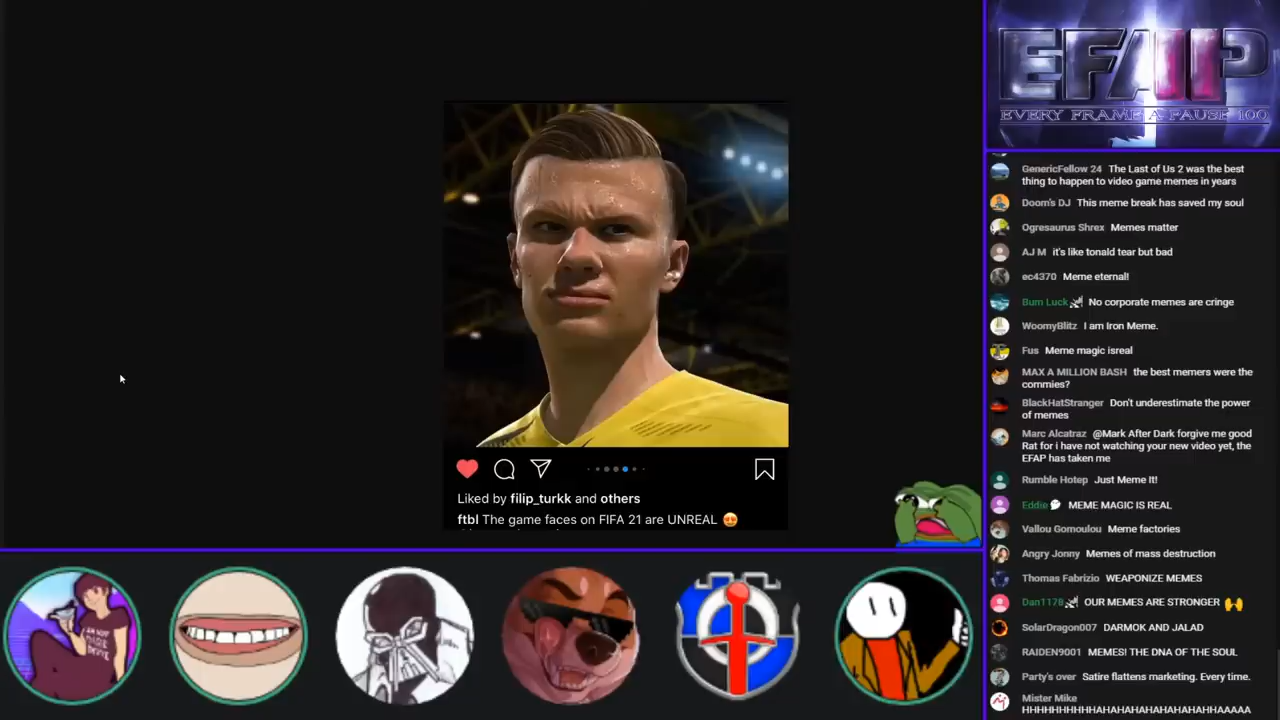 EFAP
EVERY FRAME A PAUSE 100
GenericFellow 24 The Last of Us 2 was the best
thing to happen to video game memes in years
Doom's DJ This meme break has saved my soul
Ogresaurus Shrex Memes matter
AJ M it's like tonald tear but bad
ec4370 Meme eternal!
Bum Luck No corporate memes are cringe
WoomyBlitz I am Iron Meme.
Fus Meme magic isreal
MAX A MILLION BASH the best memers were the
commies?
BlackHatStranger Don't underestimate the power
of memes
Marc Alcatraz @Mark After Dark forgive me good
Rat for i have not watching your new video yet, the
EFAP has taken me
Rumble Hotep Just Meme It!
Eddie MEME MAGIC IS REAL
Vallou Gomoulou Meme factories
Angry Jonny Memes of mass destruction
Thomas Fabrizio WEAPONIZE MEMES
Dan1178 OUR MEMES ARE STRONGER
SolarDragon007 DARMOK AND JALAD
RAIDEN9001 MEMES! THE DNA OF THE SOUL
Party's over Satire flattens marketing. Every time.
Mister Mike
HHHHHHHHHHAHAHAHAHAHAHAHHAAAAA
Liked by filip_turkk and others
ftbl The game faces on FIFA 21 are UNREAL 😍